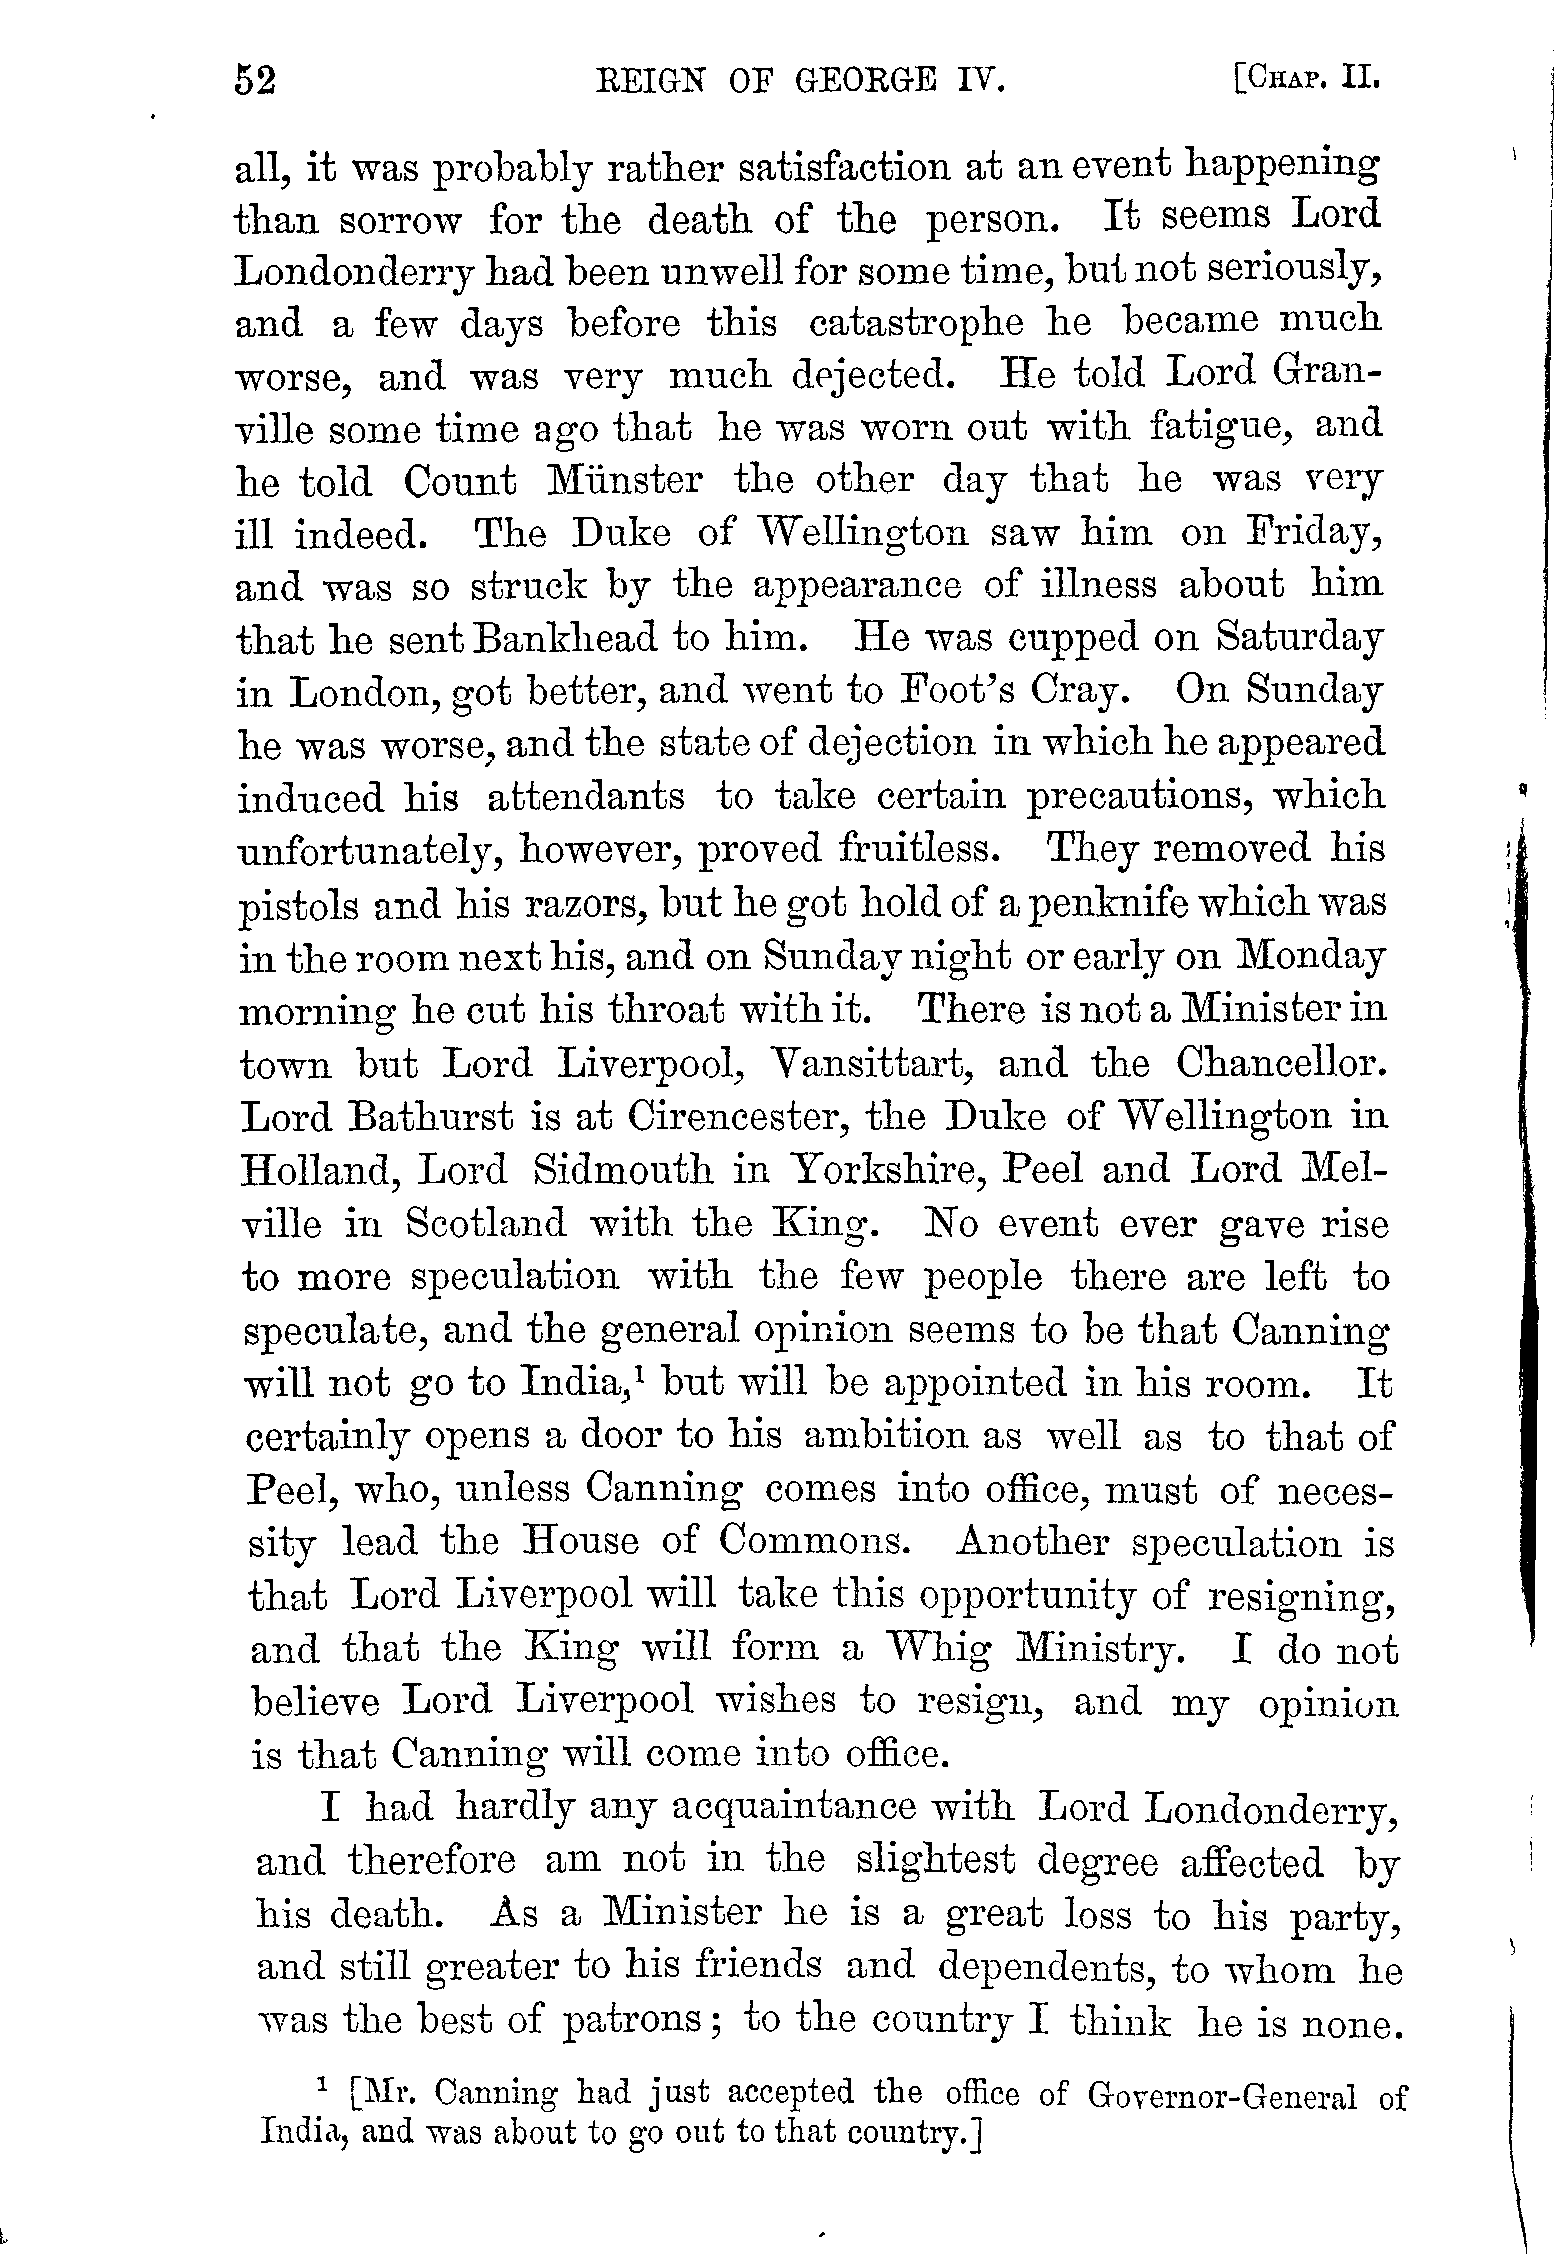 52 REIGN OF GEORGE IV. [CHAP. II.
all, it was probably rather satisfaction at an event happening
than sorrow for the death of the person. It seems Lord
Londonderry had been unwell for some time, but not seriously,
and a few days before this catastrophe he became much
worse, and was very much dejected. He told Lord Gran-
ville some time ago that he was worn out with fatigue, and
he told Count Münster the other day that he was very
ill indeed. The Duke of Wellington saw him on Friday,
and was so struck by the appearance of illness about him
that he sent Bankhead to him. He was cupped on Saturday
in London, got better, and went to Foot's Cray. On Sunday
he was worse, and the state of dejection in which he appeared
induced his attendants to take certain precautions, which
unfortunately, however, proved fruitless. They removed his
pistols and his razors, but he got hold of a penknife which was
in the room next his, and on Sunday night or early on Monday
morning he cut his throat with it. There is not a Minister in
town but Lord Liverpool, Vansittart, and the Chancellor.
Lord Bathurst is at Cirencester, the Duke of Wellington in
Holland, Lord Sidmouth in Yorkshire, Peel and Lord Mel-
ville in Scotland with the King. No event ever gave rise
to more speculation with the few people there are left to
speculate, and the general opinion seems to be that Canning
will not go to India,¹ but will be appointed in his room. It
certainly opens a door to his ambition as well as to that of
Peel, who, unless Canning comes into office, must of neces-
sity lead the House of Commons. Another speculation is
that Lord Liverpool will take this opportunity of resigning,
and that the King will form a Whig Ministry. I do not
believe Lord Liverpool wishes to resign, and my opinion
is that Canning will come into office.
I had hardly any acquaintance with Lord Londonderry,
and therefore am not in the slightest degree affected by
his death. As a Minister he is a great loss to his party,
and still greater to his friends and dependents, to whom he
was the best of patrons; to the country I think he is none.
¹ [Mr. Canning had just accepted the office of Governor-General of
India, and was about to go out to that country.]